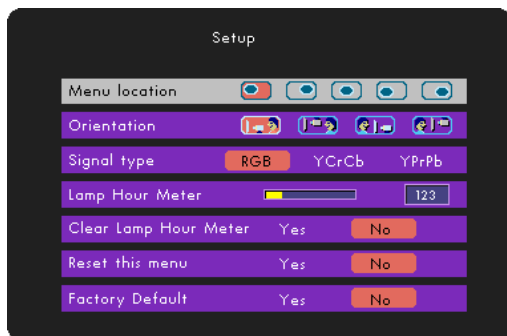 Setup
Menu location
Orientation
Signal type RGB YCrCb YPrPb
Lamp Hour Meter 123
Clear Lamp Hour Meter Yes No
Reset this menu Yes No
Factory Default Yes No